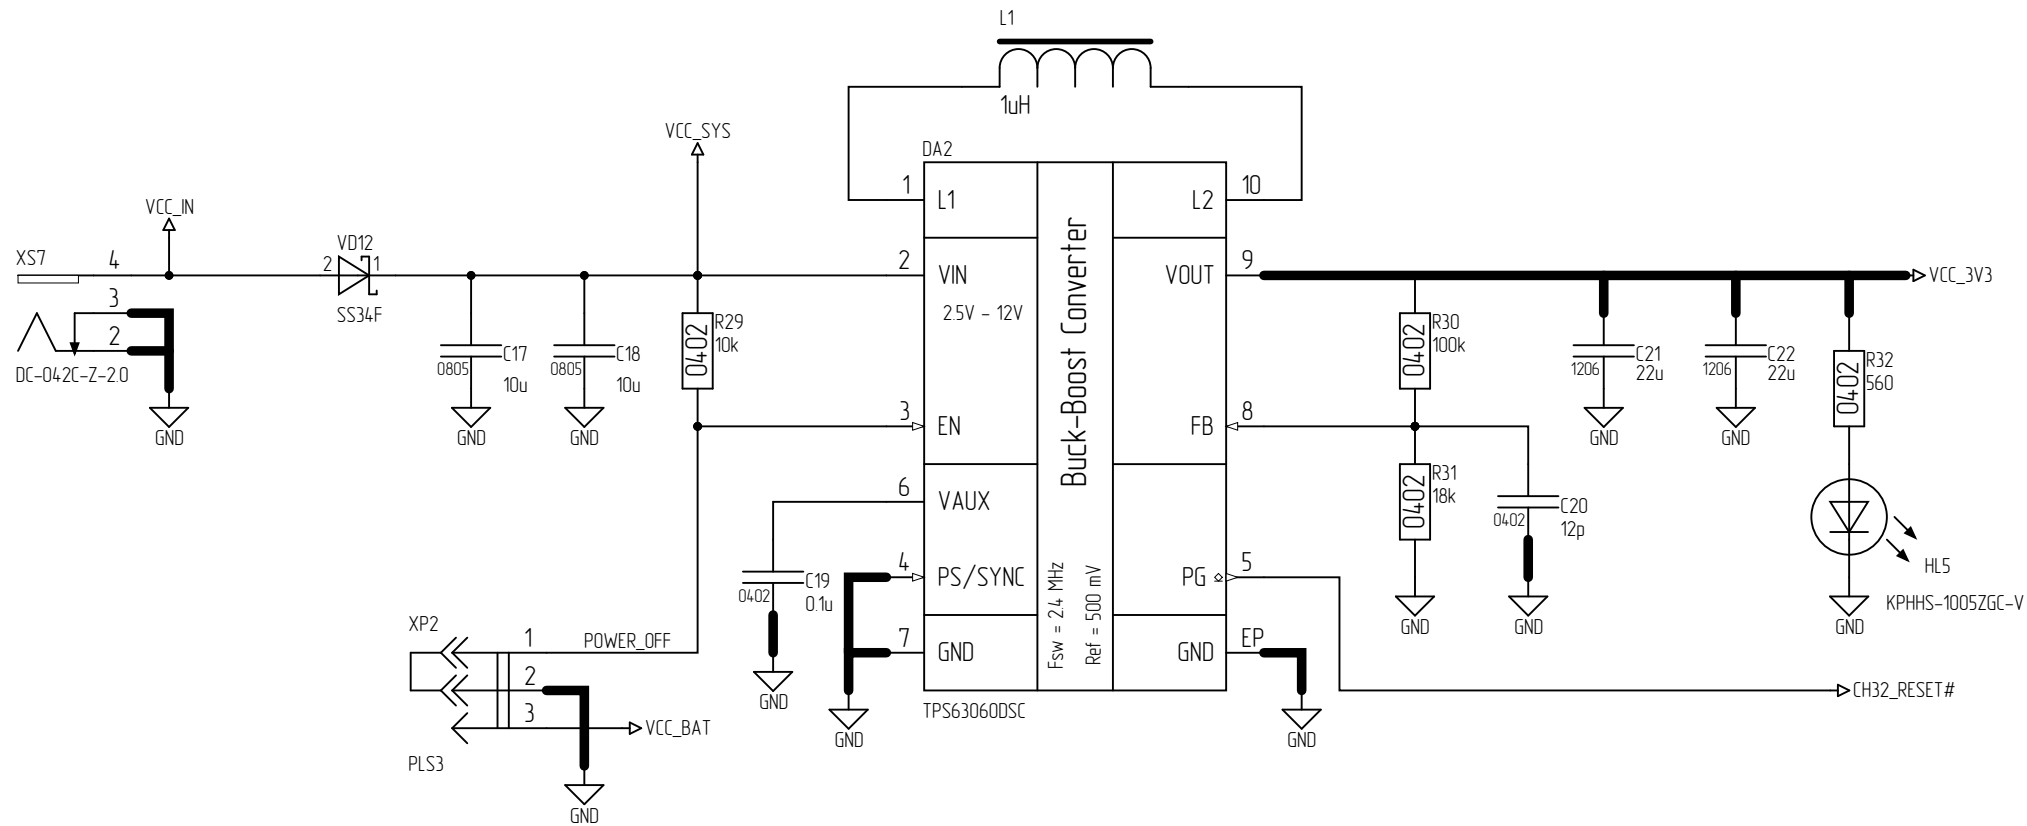 L1
1uH
VCC_SYS
DA2
1
L1
L2
10
VCC_IN
XS7
4
VD12
2
1
SS34F
2
VIN
2.5V - 12V
VOUT
9
VCC_3V3
3
2
DC-042C-Z-2.0
GND
0805
C17
10u
GND
0805
C18
10u
GND
0402
R29
10k
Buck-Boost Converter
0402
R30
100k
1206
C21
22u
GND
1206
C22
22u
GND
0402
R32
560
3
EN
FB
8
6
VAUX
0402
R31
18k
GND
0402
C20
12p
GND
HL5
KPHHS-1005ZGC-V
GND
0402
C19
0.1u
GND
4
PS/SYNC
Fsw = 2.4 MHz
Ref = 500 mV
PG
5
7
GND
GND
EP
XP2
1
POWER_OFF
2
3
VCC_BAT
PLS3
GND
TPS63060DSC
GND
GND
CH32_RESET#